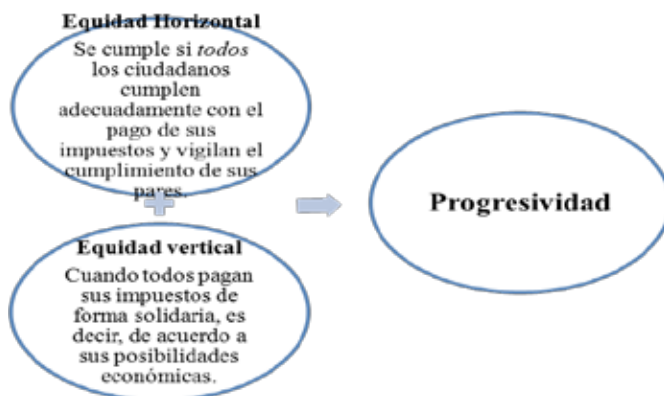 Equidad Horizontal
Se cumple si todos
los ciudadanos
cumplen
adecuadamente con el
pago de sus
impuestos y vigilan el
cumplimiento de sus
pares.
Equidad vertical
Cuando todos pagan
sus impuestos de
forma solidaria, es
decir, de acuerdo a
sus posibilidades
económicas.
Progresividad